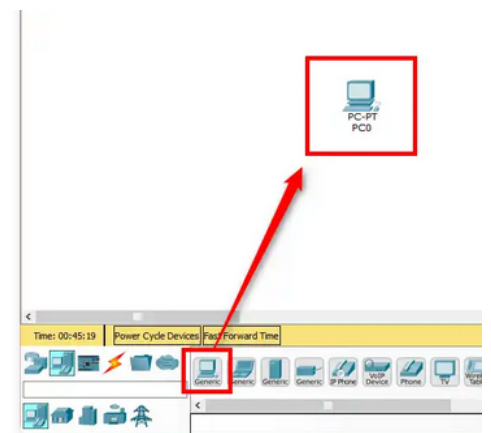 PC-PT
PC0
Time: 00:45:19
Power Cycle Devices
Fast Forward Time
Generic
Generic
Generic
Generic
IP Phone
VoIP
Device
Phone
TV